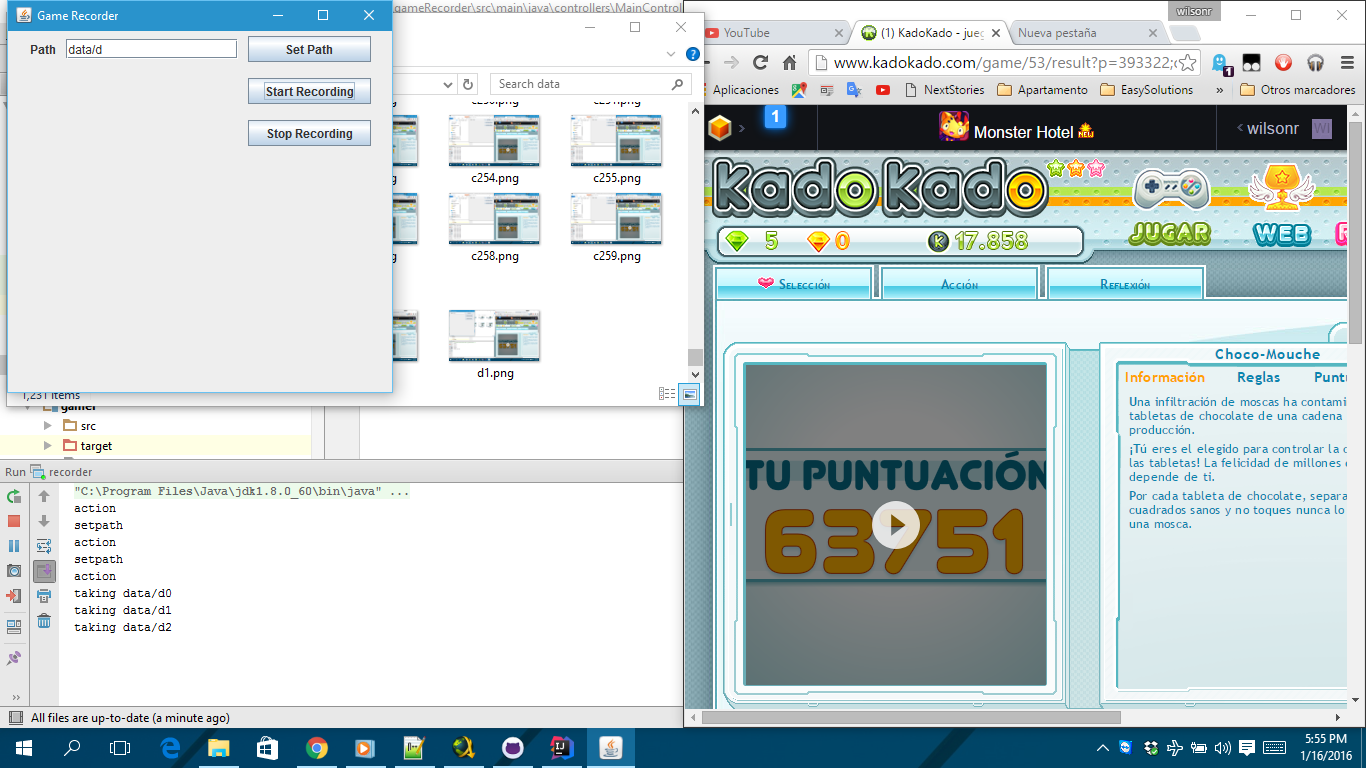 Game Recorder
Path data/d Set Path
Start Recording
Stop Recording
gameRecorder\src\main\java\controllers\MainControl
Search data
c254.png c255.png
c258.png c259.png
d1.png
1,231 items
gamer
src
target
Run recorder
"C:\Program Files\Java\jdk1.8.0_60\bin\java" ...
action
setpath
action
setpath
action
taking data/d0
taking data/d1
taking data/d2
All files are up-to-date (a minute ago)
wilsonr
YouTube (1) KadoKado - jueg Nueva pestaña
www.kadokado.com/game/53/result?p=393322;
1
Aplicaciones NextStories Apartamento EasySolutions » Otros marcadores
1 Monster Hotel NEW wilsonr WI
kadokado
5 0 K 17.858
JUGAR WEB
Selección Acción Reflexión
TU PUNTUACIÓN
63751
Choco-Mouche
Información Reglas Puntu
Una infiltración de moscas ha contami
tabletas de chocolate de una cadena
producción.
¡Tú eres el elegido para controlar la c
las tabletas! La felicidad de millones
depende de ti.
Por cada tableta de chocolate, separa
cuadrados sanos y no toques nunca lo
una mosca.
5:55 PM
1/16/2016